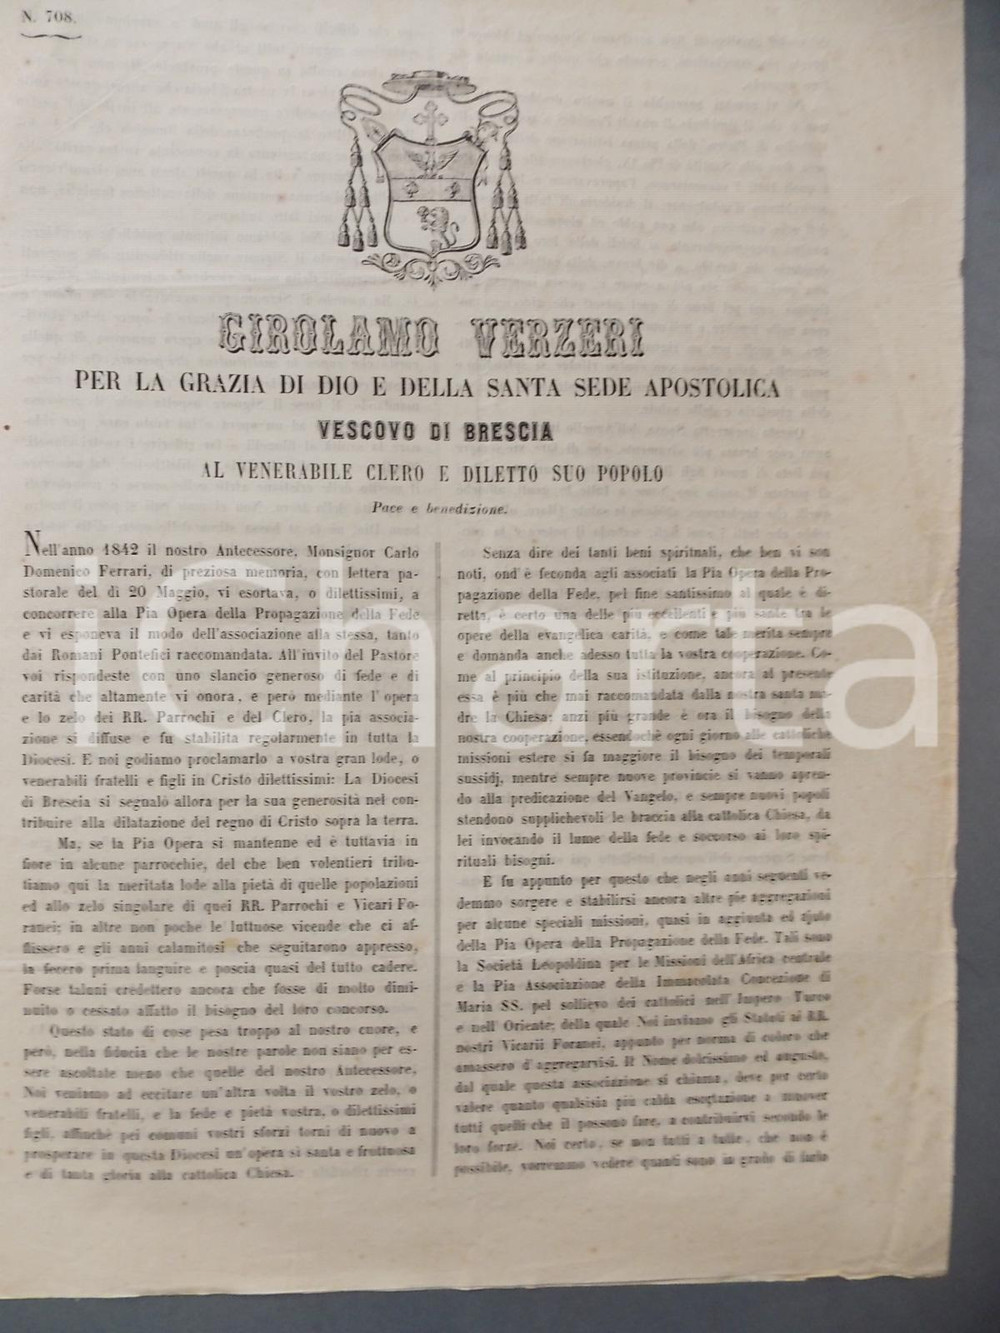 N. 708.
GIROLAMO VERZERI
PER LA GRAZIA DI DIO E DELLA SANTA SEDE APOSTOLICA
VESCOVO DI BRESCIA
AL VENERABILE CLERO E DILETTO SUO POPOLO
Pace e benedizione.
Nell'anno 1842 il nostro Antecessore, Monsignor Carlo
Domenico Ferrari, di preziosa memoria, con lettera pa-
storale del dì 20 Maggio, vi esortava, o dilettissimi, a
concorrere alla Pia Opera della Propagazione della Fede
e vi esponeva il modo dell'associazione alla stessa, tanto
dai Romani Pontefici raccomandata. All'invito del Pastore
voi rispondeste con uno slancio generoso di fede e di
carità che altamente vi onora, e però mediante l'opera
e lo zelo dei RR. Parrochi e del Clero, la pia associa-
zione si diffuse e fu stabilita regolarmente in tutta la
Diocesi. E noi godiamo proclamarlo a vostra gran lode, o
venerabili fratelli e figli in Cristo dilettissimi: La Diocesi
di Brescia si segnalò allora per la sua generosità nel con-
tribuire alla dilatazione del regno di Cristo sopra la terra.
Ma, se la Pia Opera si mantenne ed è tuttavia in
fiore in alcune parrocchie, del che ben volentieri tribu-
tiamo qui la meritata lode alla pietà di quelle popolazioni
ed allo zelo singolare di quei RR. Parrochi e Vicari Fo-
ranei; in altre non poche le luttuose vicende che ci af-
flissero e gli anni calamitosi che seguitarono appresso,
la fecero prima languire e poscia quasi del tutto cadere.
Forse taluni credettero ancora che fosse di molto dimi-
nuito o cessato affatto il bisogno del loro concorso.
Questo stato di cose pesa troppo al nostro cuore, e
però, nella fiducia che le nostre parole non siano per es-
sere ascoltate meno che quelle del nostro Antecessore,
Noi veniamo ad eccitare un'altra volta il vostro zelo, o
venerabili fratelli, e la fede e pietà vostra, o dilettissimi
figli, affinchè pei comuni vostri sforzi torni di nuovo a
prosperare in questa Diocesi un'opera sì santa e fruttuosa
e di tanta gloria alla cattolica Chiesa.
Senza dire dei tanti beni spirituali, che ben vi son
noti, ond'è feconda agli associati la Pia Opera della Pro-
pagazione della Fede, pel fine santissimo al quale è di-
retta, è certo una delle più eccellenti e più sante tra le
opere della evangelica carità, e come tale merita sempre
e domanda anche adesso tutta la vostra cooperazione. Co-
me al principio della sua istituzione, ancora al presente
essa è più che mai raccomandata dalla nostra santa ma-
dre la Chiesa; anzi più grande è ora il bisogno della
nostra cooperazione, essendochè ogni giorno alle cattoliche
missioni estere si fa maggiore il bisogno dei temporali
sussidj, mentre sempre nuove provincie si vanno apren-
do alla predicazione del Vangelo, e sempre nuovi popoli
stendono supplichevoli le braccia alla cattolica Chiesa, da
lei invocando il lume della fede e soccorso ai loro spi-
rituali bisogni.
E fu appunto per questo che negli anni seguenti ve-
demmo sorgere e stabilirsi ancora altre pie aggregazioni
per alcune speciali missioni, quasi in aggiunta ed ajuto
della Pia Opera della Propagazione della Fede. Tali sono
la Società Leopoldina per le Missioni dell'Africa centrale
e la Pia Associazione della Immacolata Concezione di
Maria SS. pel sollievo dei cattolici nell'Impero Turco
e nell'Oriente; della quale Noi inviamo gli Statuti ai RR.
nostri Vicarii Foranei, appunto per norma di coloro che
amassero d'aggregarvisi. Il Nome dolcissimo ed augusto,
dal quale questa associazione si chiama, deve per certo
valere quanto qualsisia più calda esortazione a muover
tutti quelli che il possono fare, a contribuirvi secondo le
loro forze. Noi certo, se non tutti a tutte, che non è
possibile, vorremmo vedere quanti sono in grado di farlo